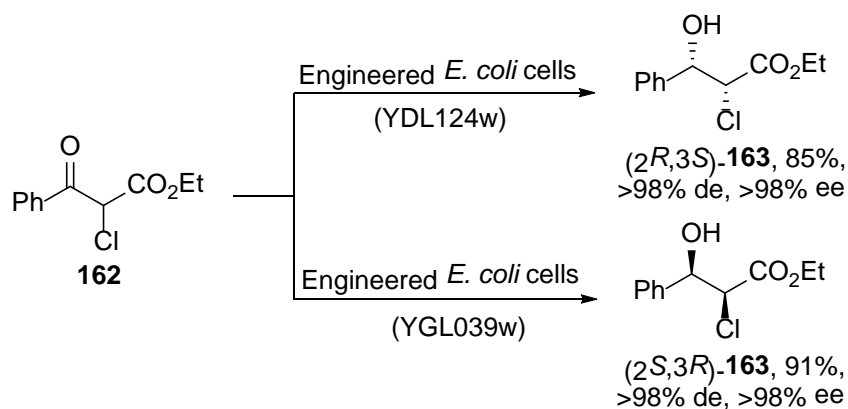 O
Ph
CO2Et
Cl
162
Engineered E. coli cells
(YDL124w)
OH
Ph
CO2Et
Cl
(2R,3S)-163, 85%,
>98% de, >98% ee
Engineered E. coli cells
(YGL039w)
OH
Ph
CO2Et
Cl
(2S,3R)-163, 91%,
>98% de, >98% ee